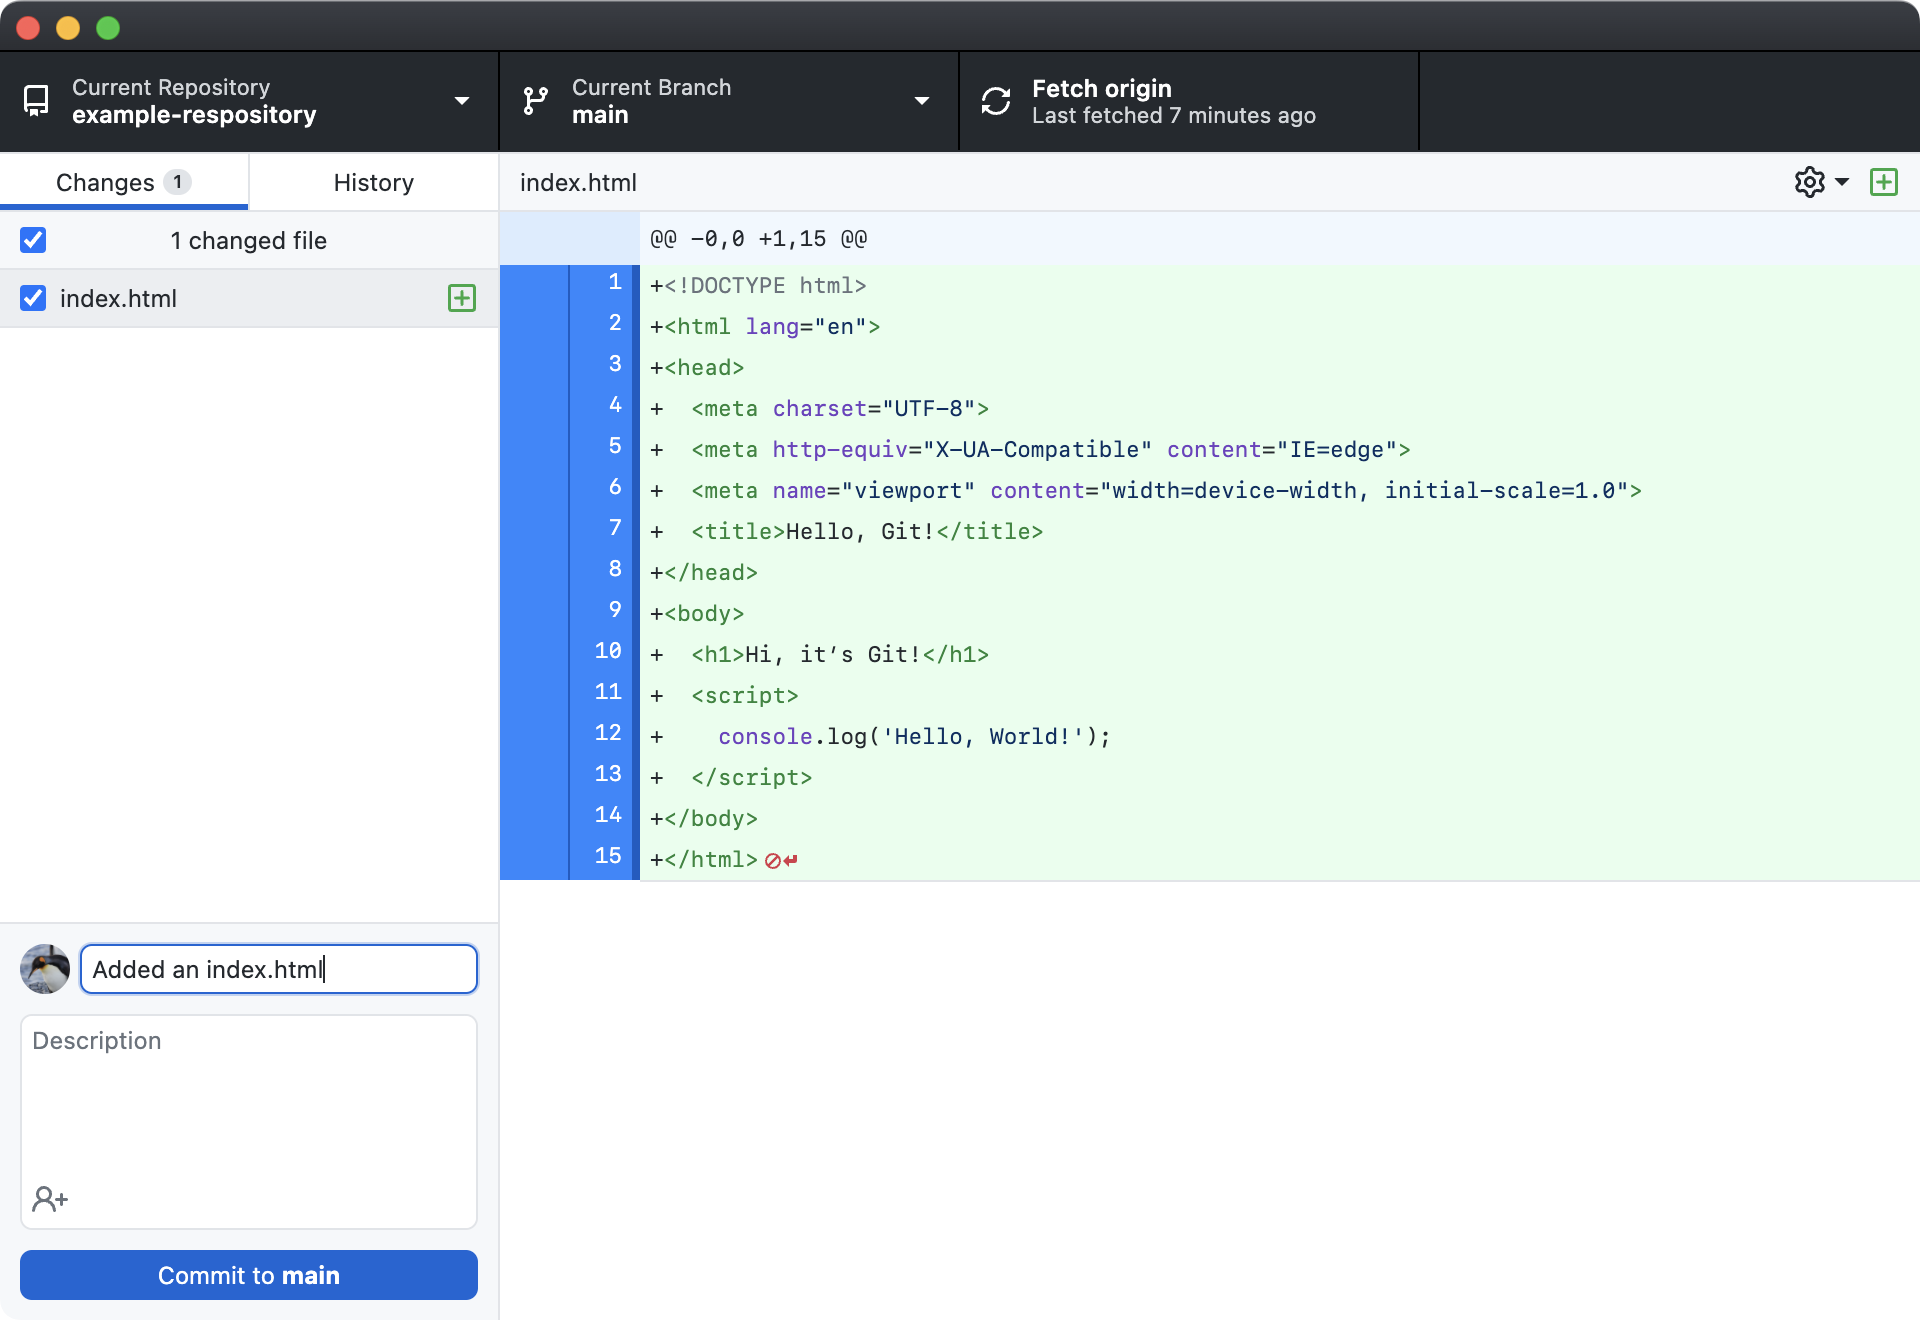 Current Repository
example-respository
Current Branch
main
Fetch origin
Last fetched 7 minutes ago
Changes 1
History
index.html
1 changed file
index.html
@@ -0,0 +1,15 @@
1 +<!DOCTYPE html>
2 +<html lang="en">
3 +<head>
4 +  <meta charset="UTF-8">
5 +  <meta http-equiv="X-UA-Compatible" content="IE=edge">
6 +  <meta name="viewport" content="width=device-width, initial-scale=1.0">
7 +  <title>Hello, Git!</title>
8 +</head>
9 +<body>
10 +  <h1>Hi, it’s Git!</h1>
11 +  <script>
12 +    console.log('Hello, World!');
13 +  </script>
14 +</body>
15 +</html>
Added an index.html
Description
Commit to main